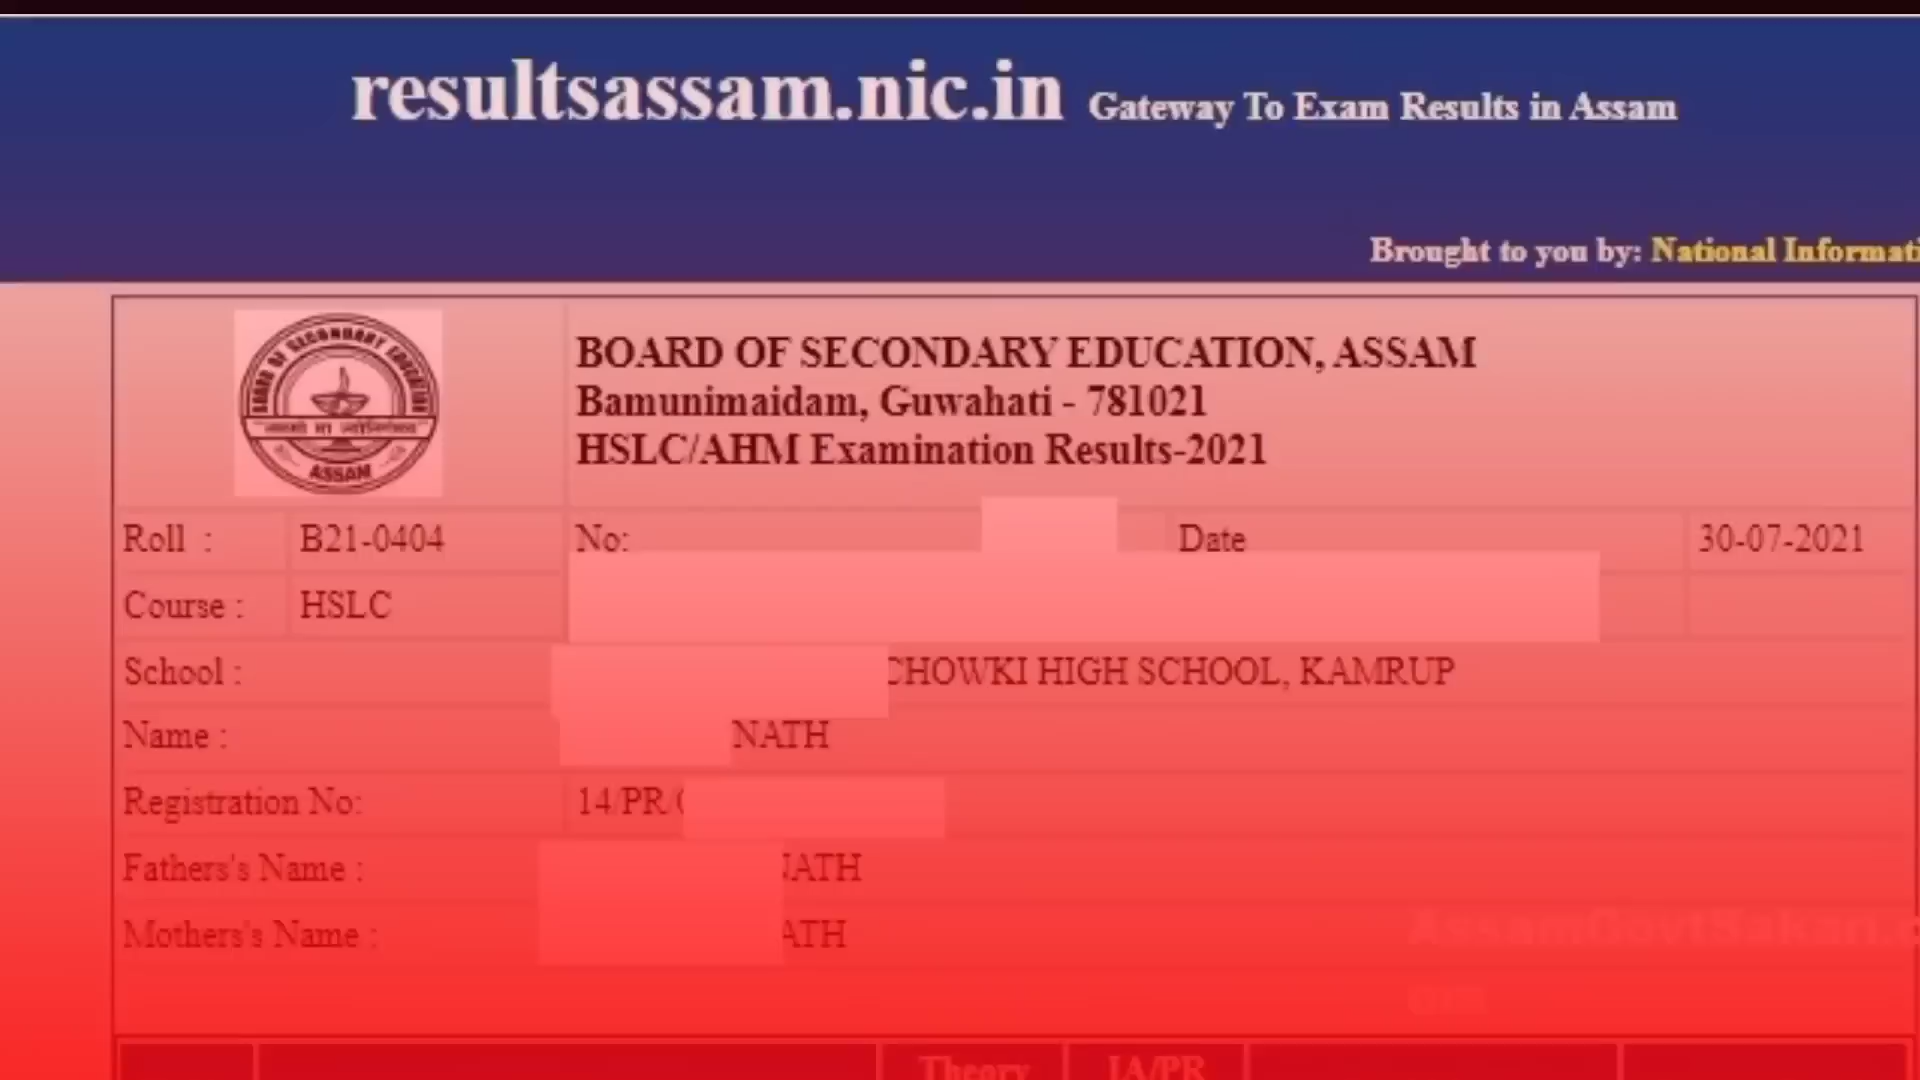 resultsassam.nic.in Gateway To Exam Results in Assam
Brought to you by: National Informati
BOARD OF SECONDARY EDUCATION, ASSAM
Bamunimaidam, Guwahati - 781021
HSLC/AHM Examination Results-2021
ASSAM
Roll : B21-0404 No: Date 30-07-2021
Course : HSLC
School : CHOWKI HIGH SCHOOL, KAMRUP
Name : NATH
Registration No: 14/PR/
Fathers's Name : NATH
Mothers's Name : ATH
Theory IA/PR